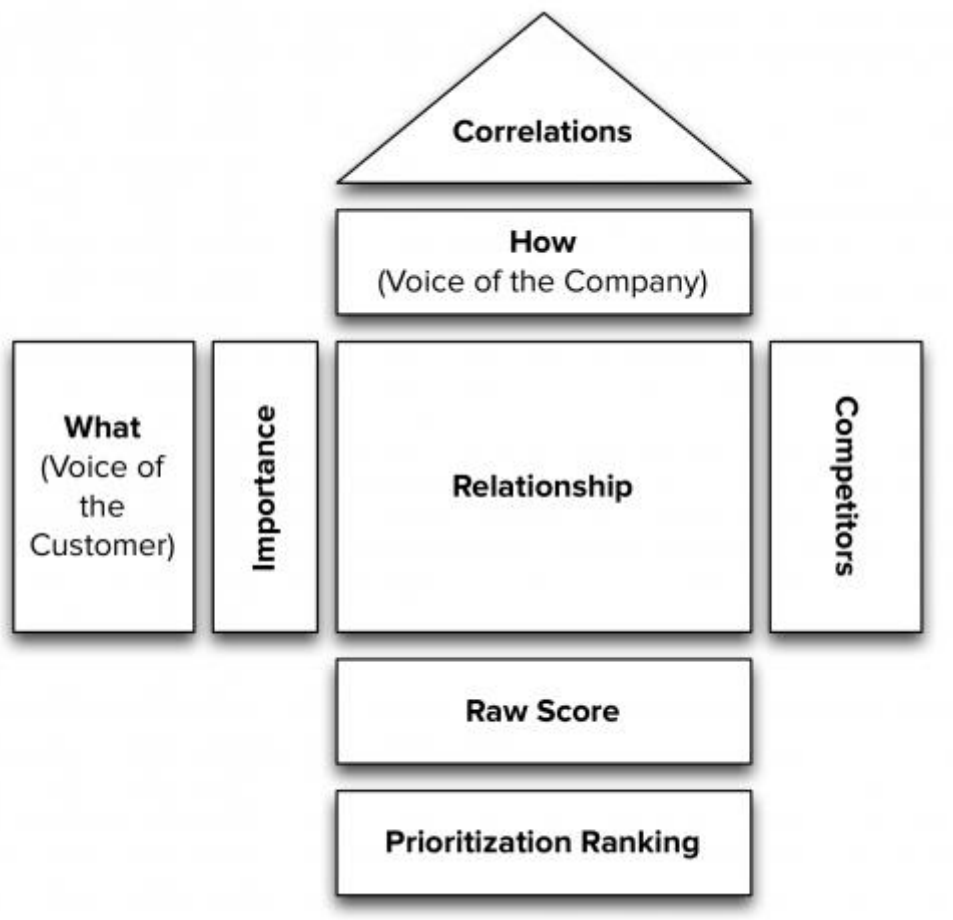 Correlations
How
(Voice of the Company)
What
(Voice of
the
Customer)
Importance
Relationship
Competitors
Raw Score
Prioritization Ranking